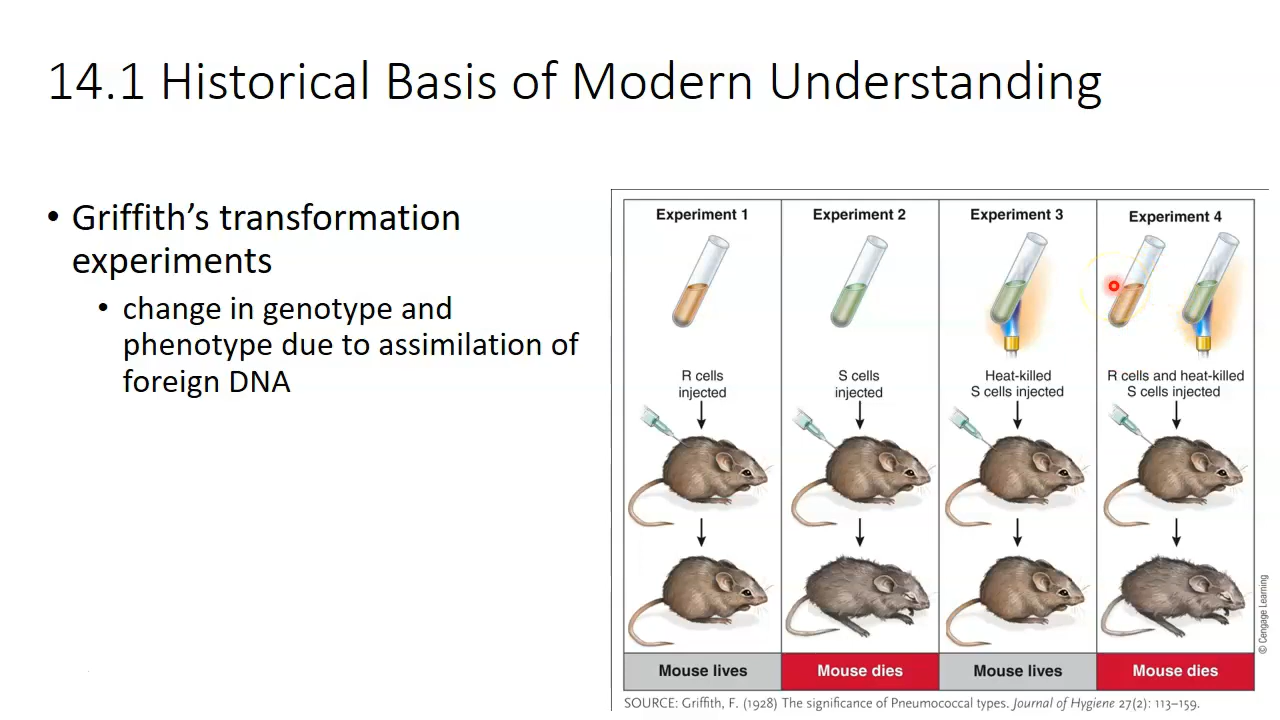 14.1 Historical Basis of Modern Understanding
• Griffith’s transformation
experiments
• change in genotype and
phenotype due to assimilation of
foreign DNA
Experiment 1
Experiment 2
Experiment 3
Experiment 4
R cells
injected
S cells
injected
Heat-killed
S cells injected
R cells and heat-killed
S cells injected
Mouse lives
Mouse dies
Mouse lives
Mouse dies
© Cengage Learning
SOURCE: Griffith, F. (1928) The significance of Pneumococcal types. Journal of Hygiene 27(2): 113–159.